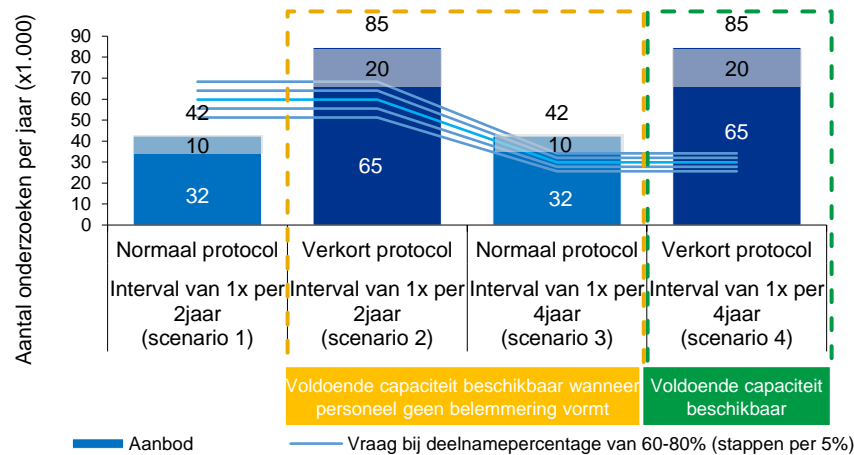 Aantal onderzoeken per jaar (x1.000)
90
80
70
60
50
40
30
20
10
0
42
10
32
85
20
65
42
10
32
85
20
65
Normaal protocol
Interval van 1x per
2jaar
(scenario 1)
Verkort protocol
Interval van 1x per
2jaar
(scenario 2)
Normaal protocol
Interval van 1x per
4jaar
(scenario 3)
Verkort protocol
Interval van 1x per
4jaar
(scenario 4)
Voldoende capaciteit beschikbaar wanneer
personeel geen belemmering vormt
Voldoende capaciteit
beschikbaar
Aanbod
Vraag bij deelnamepercentage van 60-80% (stappen per 5%)